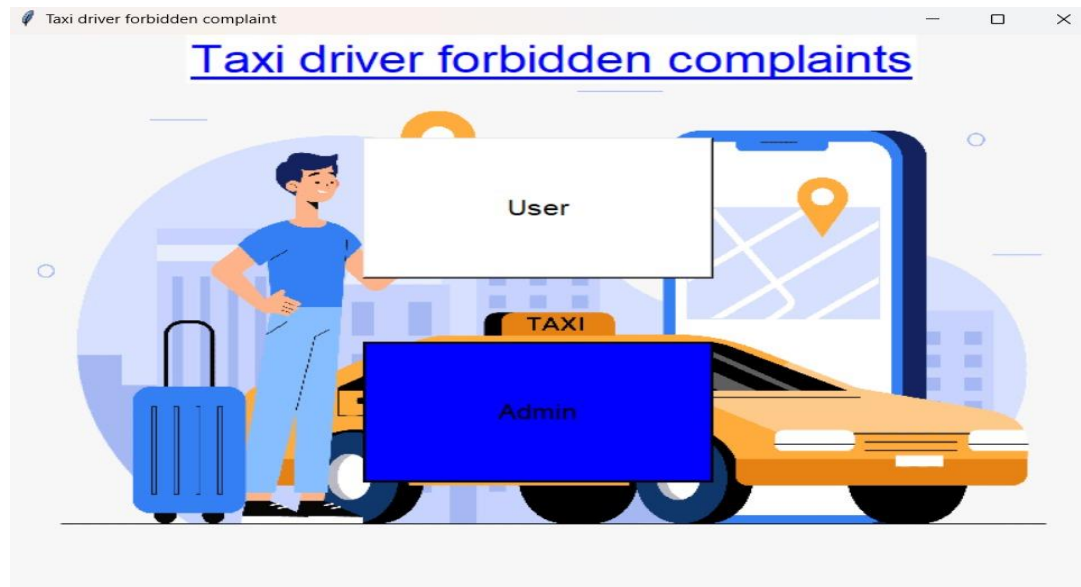 Taxi driver forbidden complaint
Taxi driver forbidden complaints
User
TAXI
Admin